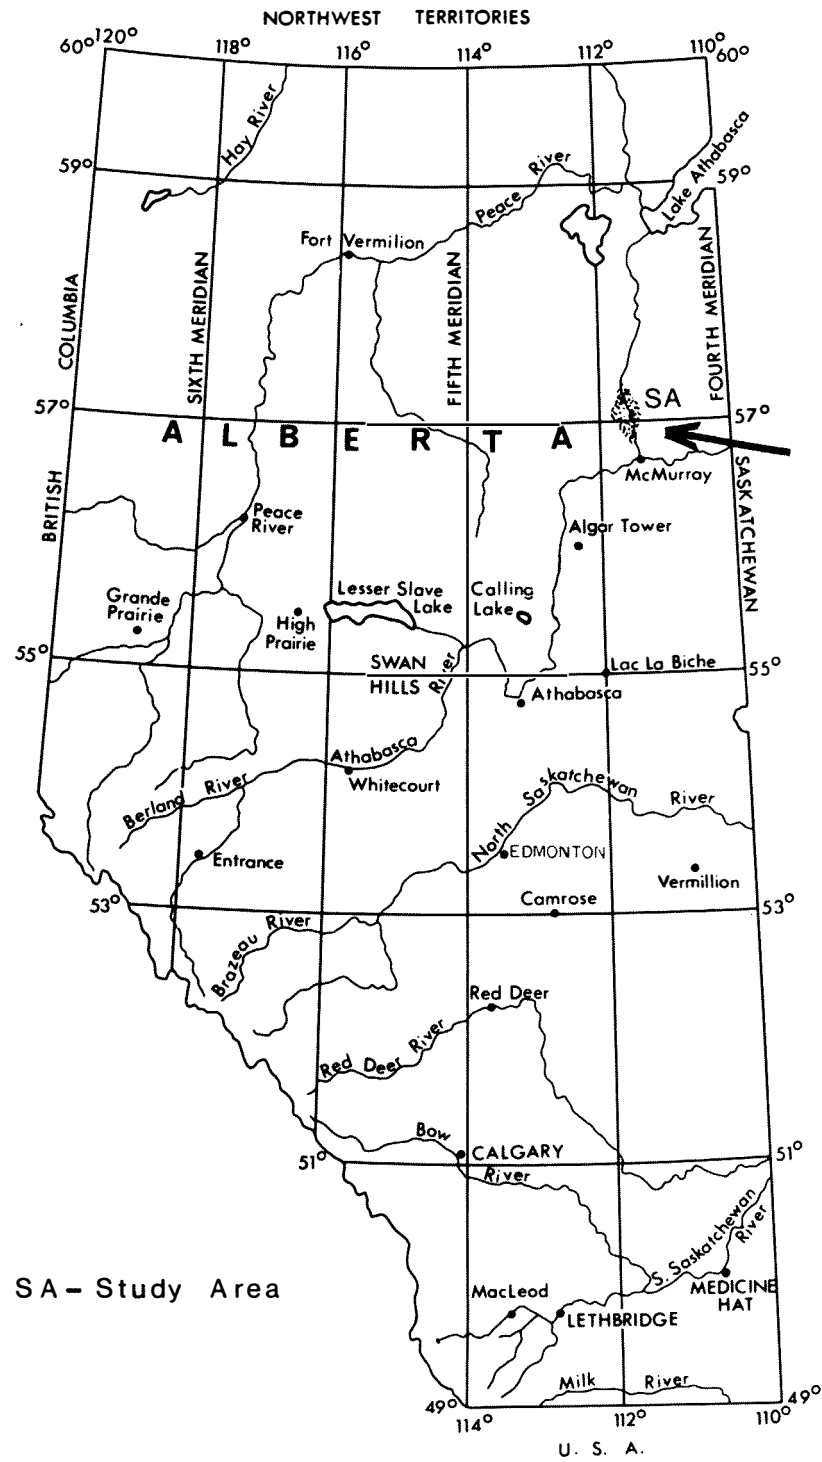 NORTHWEST TERRITORIES
60° 120° 118° 116° 114° 112° 110° 60°
Hay River
59°
59°
Lake Athabasca
Peace River
Fort Vermilion
COLUMBIA
SIXTH MERIDIAN
FIFTH MERIDIAN
FOURTH MERIDIAN
SA
57°
57°
ALBERTA
McMurray
BRITISH
SASKATCHEWAN
Peace
River
Algar Tower
Grande
Prairie
High
Prairie
Lesser Slave
Lake
Calling
Lake
55°
55°
SWAN
HILLS
River
Lac La Biche
Athabasca
Athabasca
Whitecourt
Berland River
North Saskatchewan River
Entrance
EDMONTON
Vermillion
53°
53°
Camrose
Brazeau River
Red Deer
Red Deer River
Bow
CALGARY
River
51°
51°
S. Saskatchewan
River
SA – Study Area
MacLeod
MEDICINE
HAT
LETHBRIDGE
Milk River
49°
49°
114° 112° 110°
U. S. A.